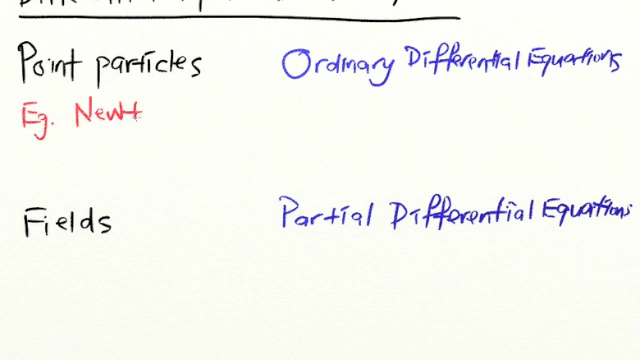 Point particles Ordinary Differential Equations
Eg. Newt
Fields Partial Differential Equations